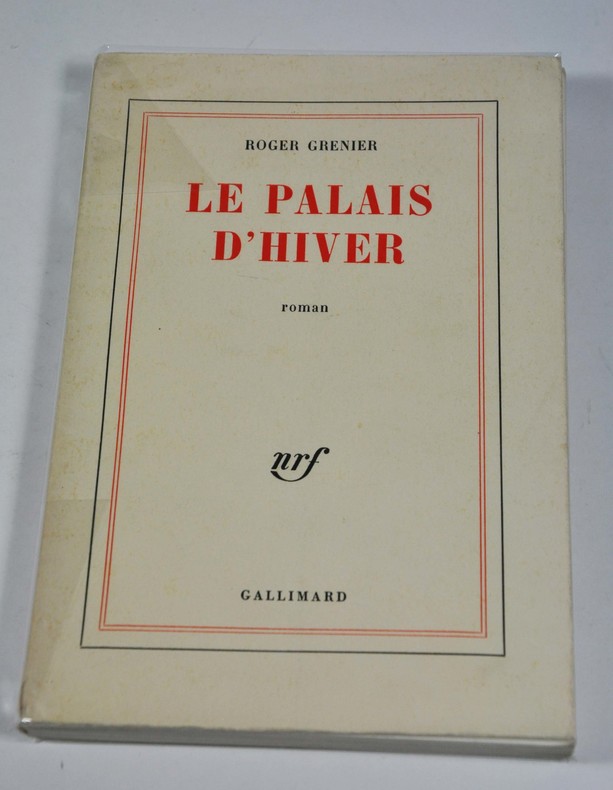 ROGER GRENIER
LE PALAIS
D'HIVER
roman
nrf
GALLIMARD